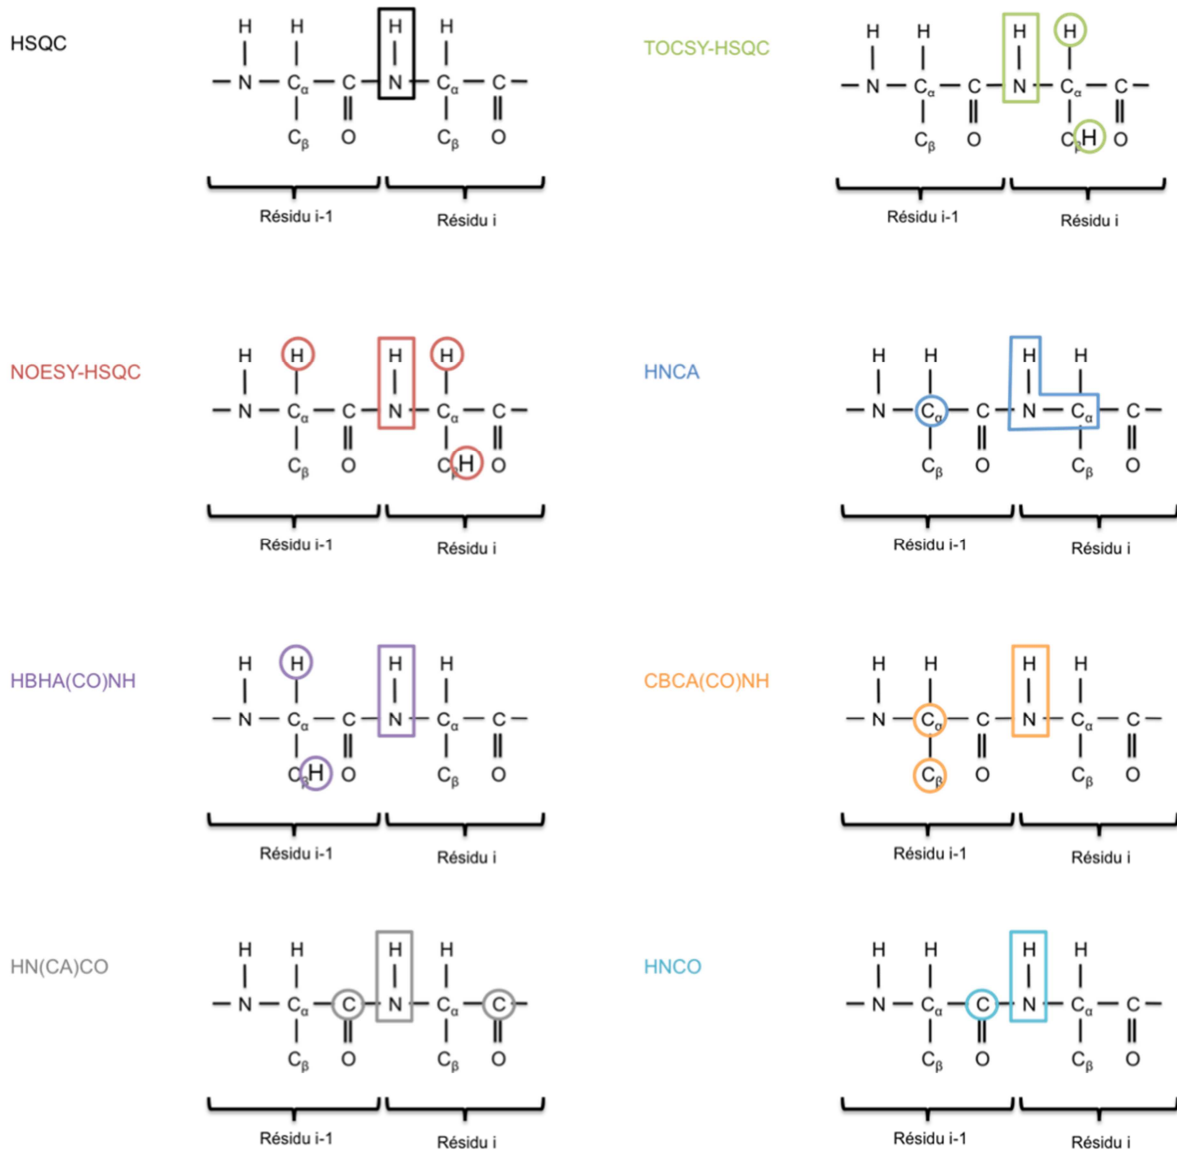 HSQC
H H H H
N Cα C N Cα C
Cβ O Cβ O
Résidu i-1 Résidu i
TOCSY-HSQC
H H H H
N Cα C N Cα C
Cβ O CβH O
Résidu i-1 Résidu i
NOESY-HSQC
H H H H
N Cα C N Cα C
Cβ O CβH O
Résidu i-1 Résidu i
HNCA
H H H H
N Cα C N Cα C
Cβ O Cβ O
Résidu i-1 Résidu i
HBHA(CO)NH
H H H H
N Cα C N Cα C
CβH O Cβ O
Résidu i-1 Résidu i
CBCA(CO)NH
H H H H
N Cα C N Cα C
Cβ O Cβ O
Résidu i-1 Résidu i
HN(CA)CO
H H H H
N Cα C N Cα C
Cβ O Cβ O
Résidu i-1 Résidu i
HNCO
H H H H
N Cα C N Cα C
Cβ O Cβ O
Résidu i-1 Résidu i